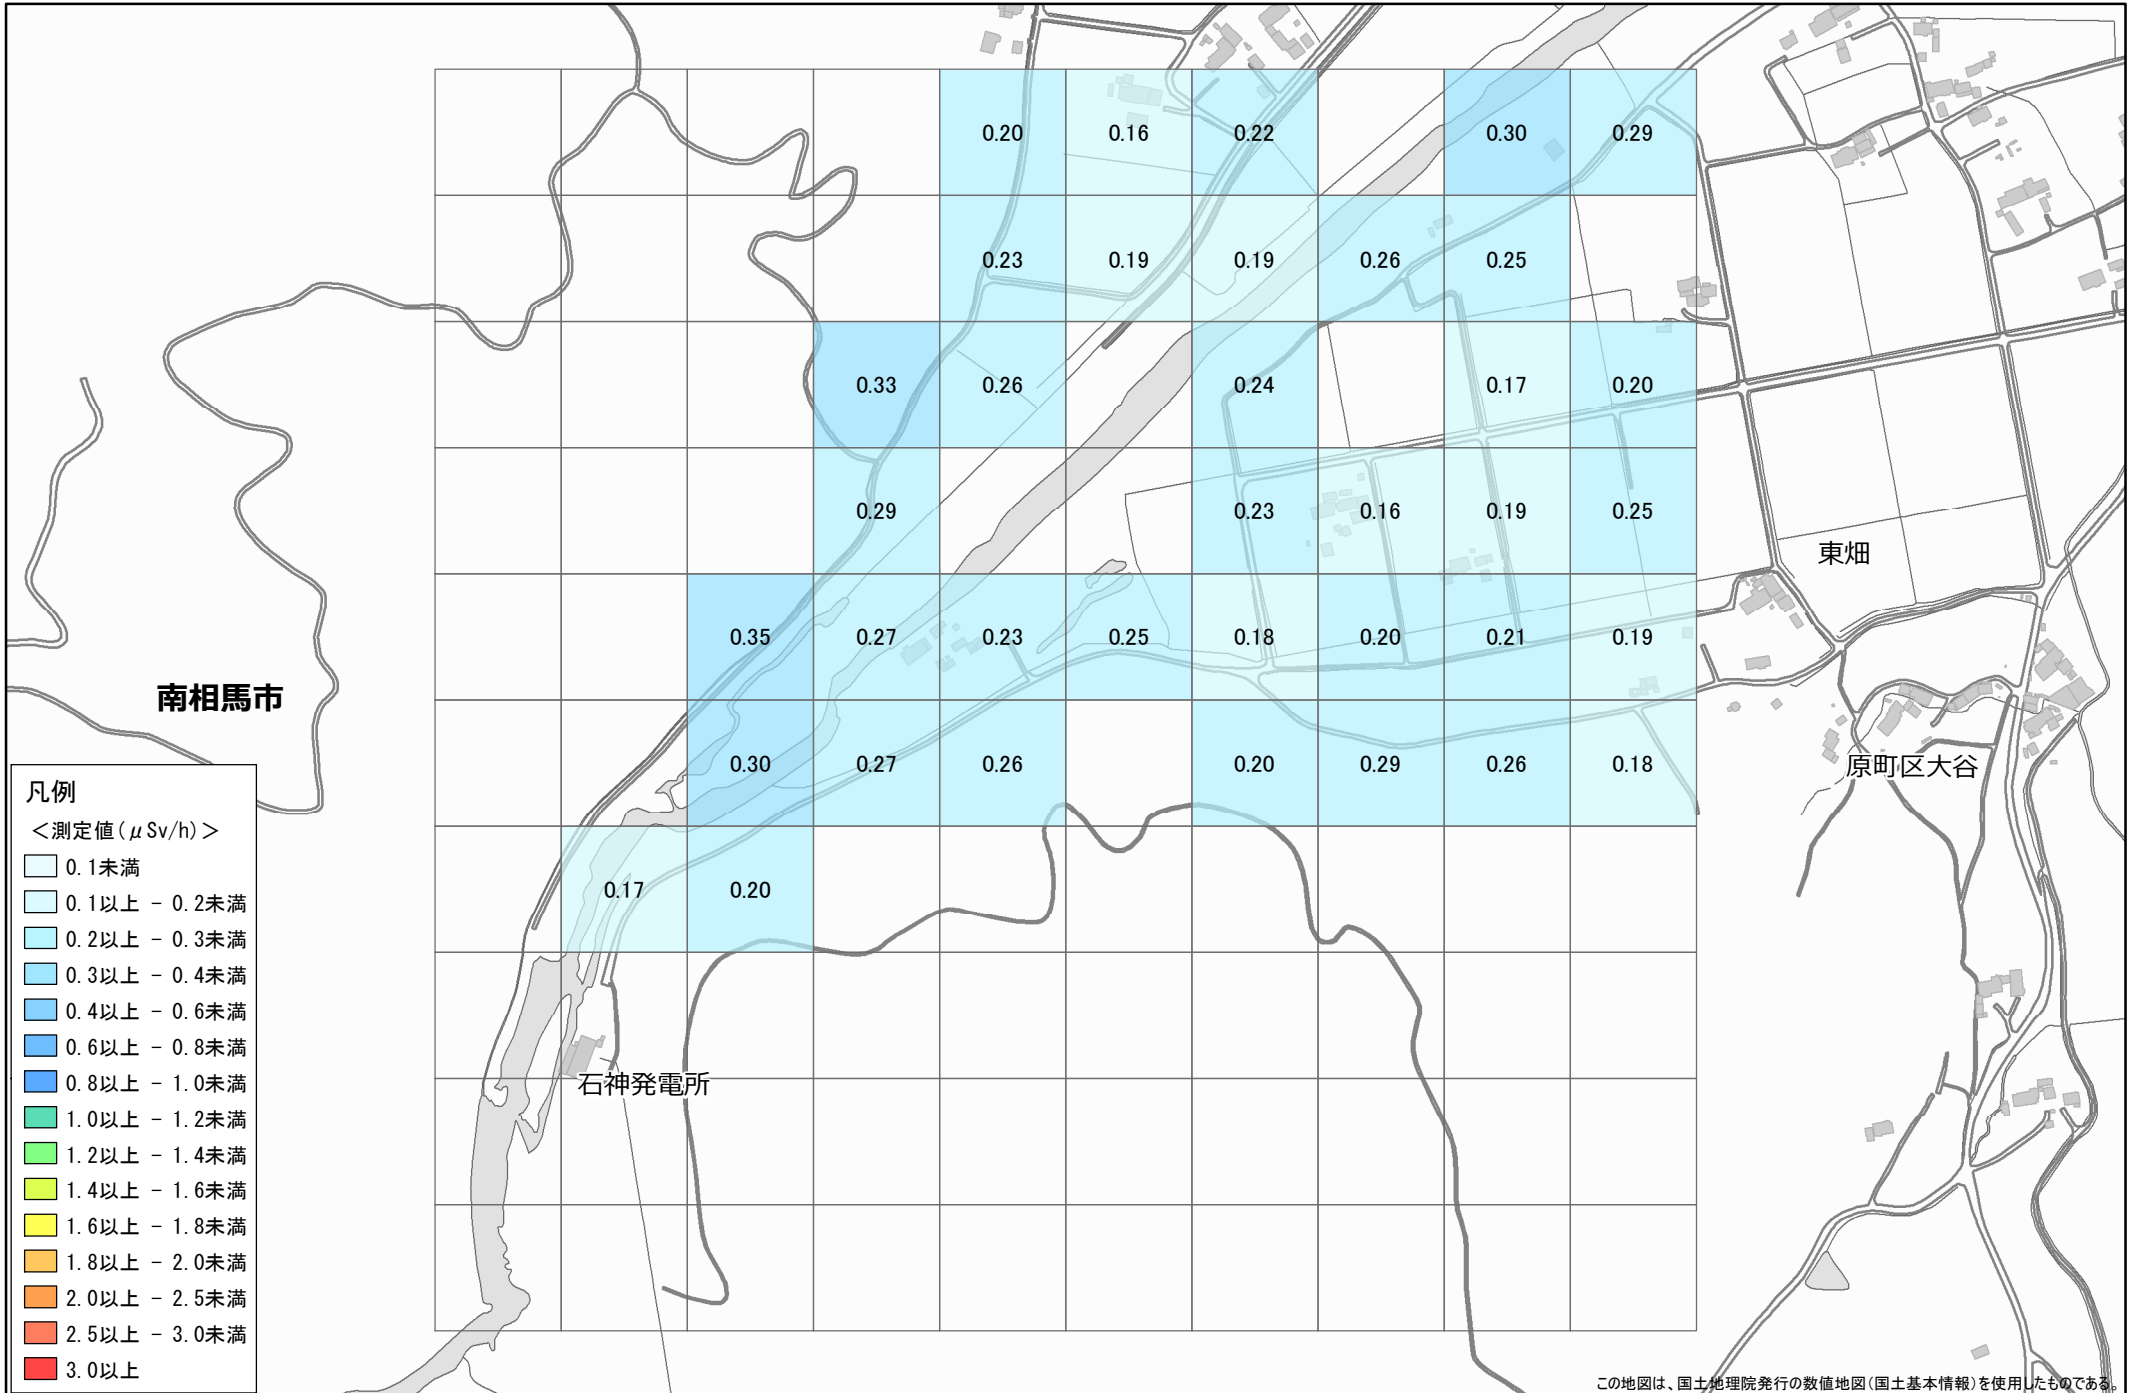 0.20 0.16 0.22 0.30 0.29
0.23 0.19 0.19 0.26 0.25
0.33 0.26 0.24 0.17 0.20
0.29 0.23 0.16 0.19 0.25
東畑
0.35 0.27 0.23 0.25 0.18 0.20 0.21 0.19
南相馬市
0.30 0.27 0.26 0.20 0.29 0.26 0.18
原町区大谷
0.17 0.20
石神発電所
凡例
＜測定値(μSv/h)＞
0.1未満
0.1以上 － 0.2未満
0.2以上 － 0.3未満
0.3以上 － 0.4未満
0.4以上 － 0.6未満
0.6以上 － 0.8未満
0.8以上 － 1.0未満
1.0以上 － 1.2未満
1.2以上 － 1.4未満
1.4以上 － 1.6未満
1.6以上 － 1.8未満
1.8以上 － 2.0未満
2.0以上 － 2.5未満
2.5以上 － 3.0未満
3.0以上
この地図は、国土地理院発行の数値地図(国土基本情報)を使用したものである。